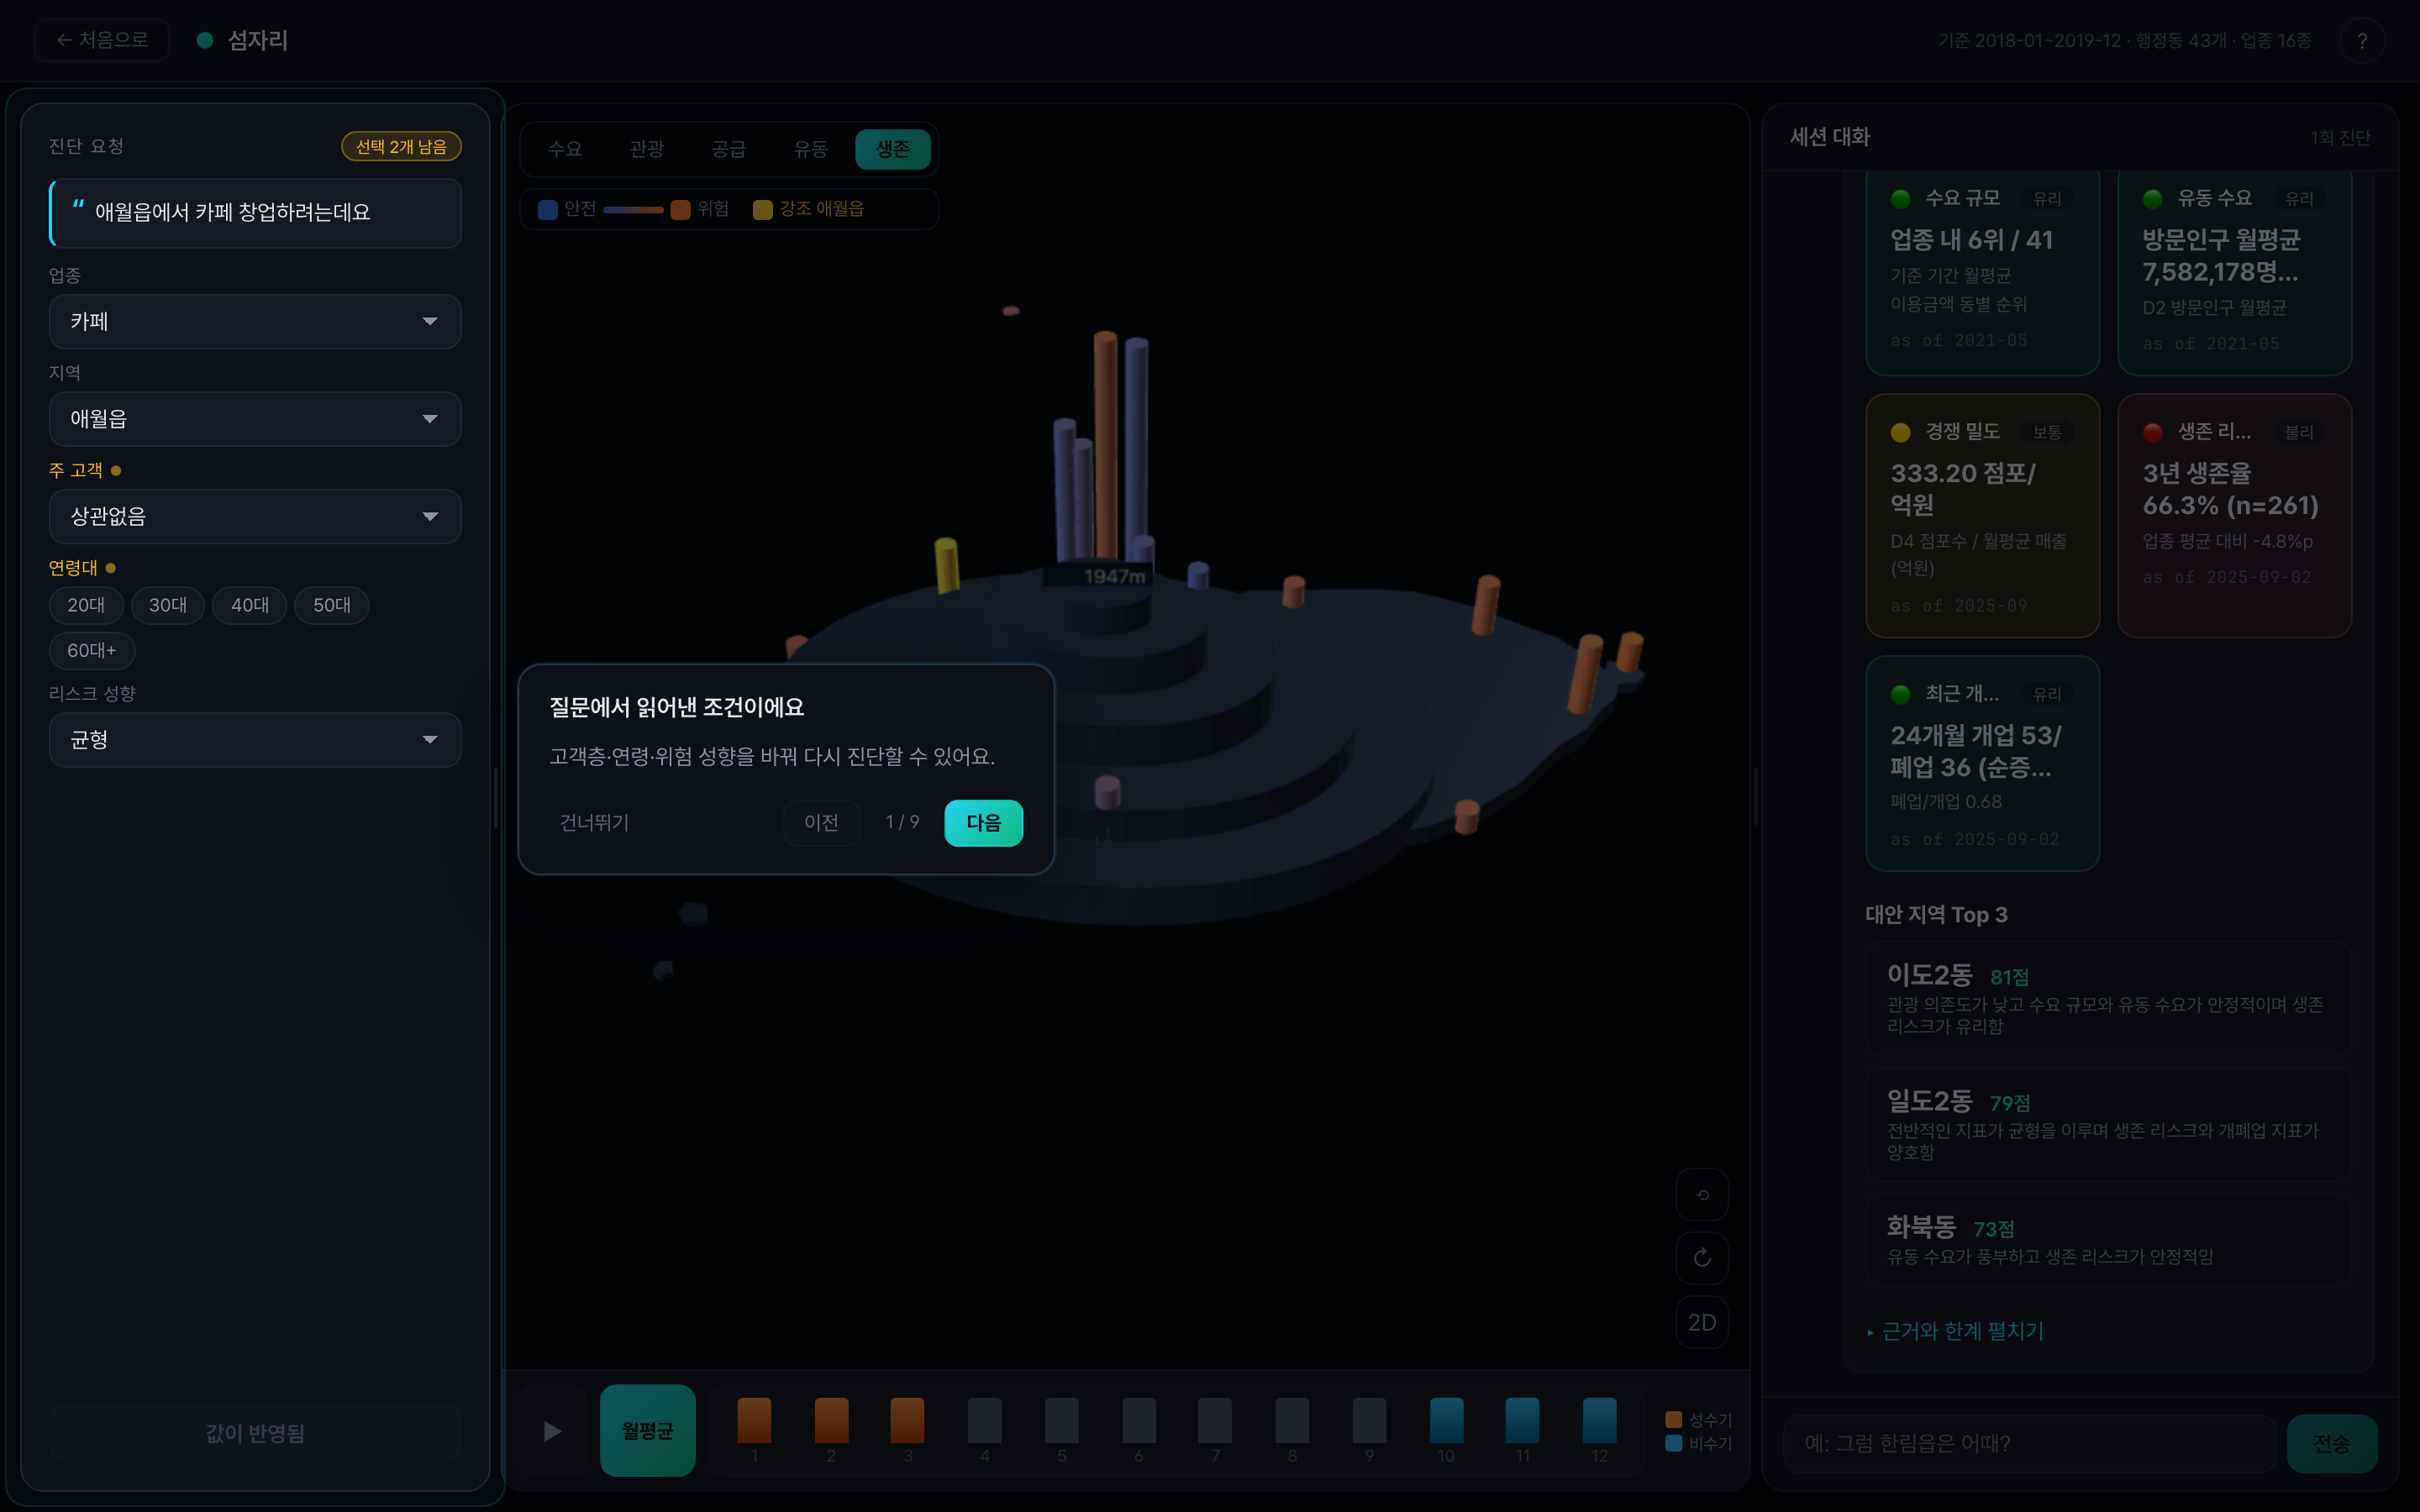 ← 처음으로
섬자리
기준 2018-01~2019-12 · 행정동 43개 · 업종 16종
?
진단 요청
선택 2개 남음
“ 애월읍에서 카페 창업하려는데요
업종
카페
지역
애월읍
주 고객
상관없음
연령대
20대 30대 40대 50대
60대+
리스크 성향
균형
값이 반영됨
수요 관광 공급 유동 생존
안전 위험 강조 애월읍
1947m
질문에서 읽어낸 조건이에요
고객층·연령·위험 성향을 바꿔 다시 진단할 수 있어요.
건너뛰기 이전 1 / 9 다음
2D
월평균
1 2 3 4 5 6 7 8 9 10 11 12
성수기
비수기
세션 대화
1회 진단
수요 규모 유리
업종 내 6위 / 41
기준 기간 월평균
이용금액 동별 순위
as of 2021-05
유동 수요 유리
방문인구 월평균
7,582,178명...
D2 방문인구 월평균
as of 2021-05
경쟁 밀도 보통
333.20 점포/
억원
D4 점포수 / 월평균 매출
(억원)
as of 2025-09
생존 리... 불리
3년 생존율
66.3% (n=261)
업종 평균 대비 -4.8%p
as of 2025-09-02
최근 개... 유리
24개월 개업 53/
폐업 36 (순증...
폐업/개업 0.68
as of 2025-09-02
대안 지역 Top 3
이도2동 81점
관광 의존도가 낮고 수요 규모와 유동 수요가 안정적이며 생존
리스크가 유리함
일도2동 79점
전반적인 지표가 균형을 이루며 생존 리스크와 개폐업 지표가
양호함
화북동 73점
유동 수요가 풍부하고 생존 리스크가 안정적임
▸ 근거와 한계 펼치기
예: 그럼 한림읍은 어때?
전송